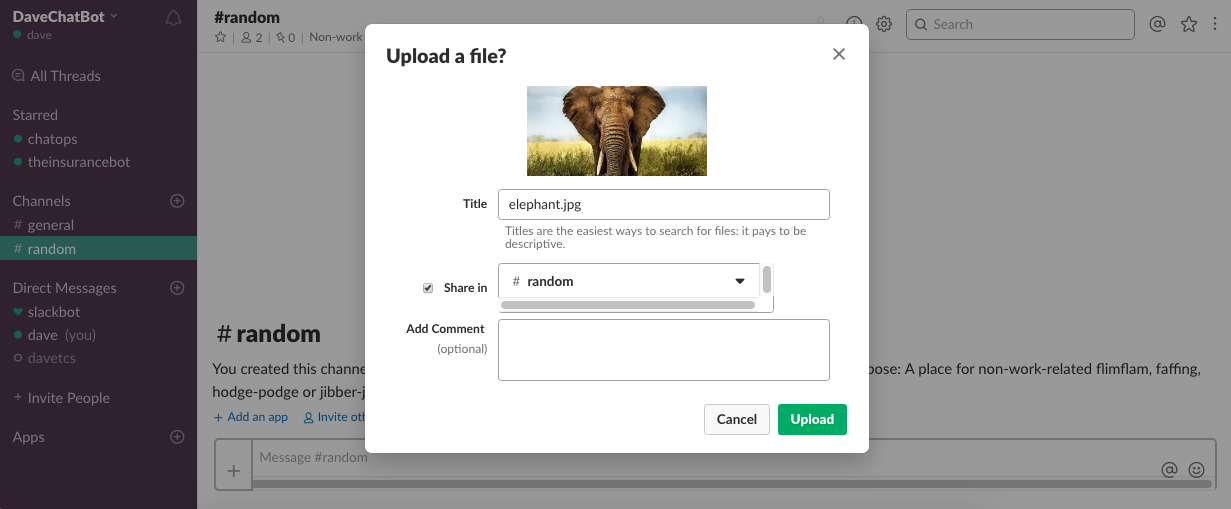 DaveChatBot
dave
All Threads
Starred
chatops
theinsurancebot
Channels
# general
# random
Direct Messages
slackbot
dave (you)
davetcs
+ Invite People
Apps
#random
2 | 0 | Non-work
Search
Upload a file?
Title
elephant.jpg
Titles are the easiest ways to search for files: it pays to be
descriptive.
Share in
# random
Add Comment
(optional)
Cancel
Upload
#random
You created this channe
pose: A place for non-work-related flimflam, faffing,
hodge-podge or jibber-j
+ Add an app
Invite oth
+
Message #random